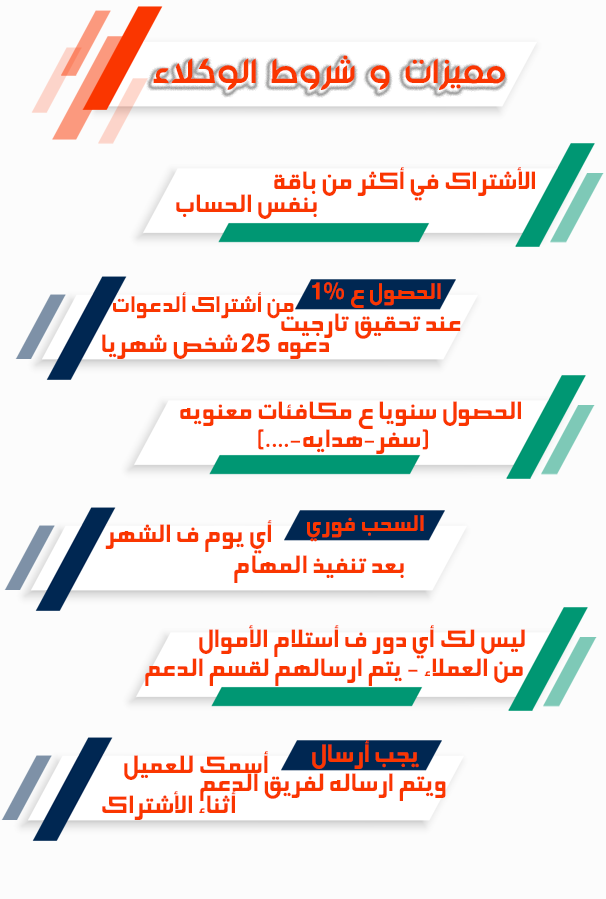 مميزات و شروط الوكلاء
الأشتراك في أكثر من باقة
بنفس الحساب
الحصول ع 1% من أشتراك ألدعوات
عند تحقيق تارجيت
دعوه 25 شخص شهريا
الحصول سنويا ع مكافئات معنويه
(سفر-هدايه-....)
السحب فوري أي يوم ف الشهر
بعد تنفيذ المهام
ليس لك أي دور ف أستلام الأموال
من العملاء - يتم ارسالهم لقسم الدعم
يجب أرسال أسمك للعميل
ويتم ارساله لفريق الدعم
أثناء الأشتراك